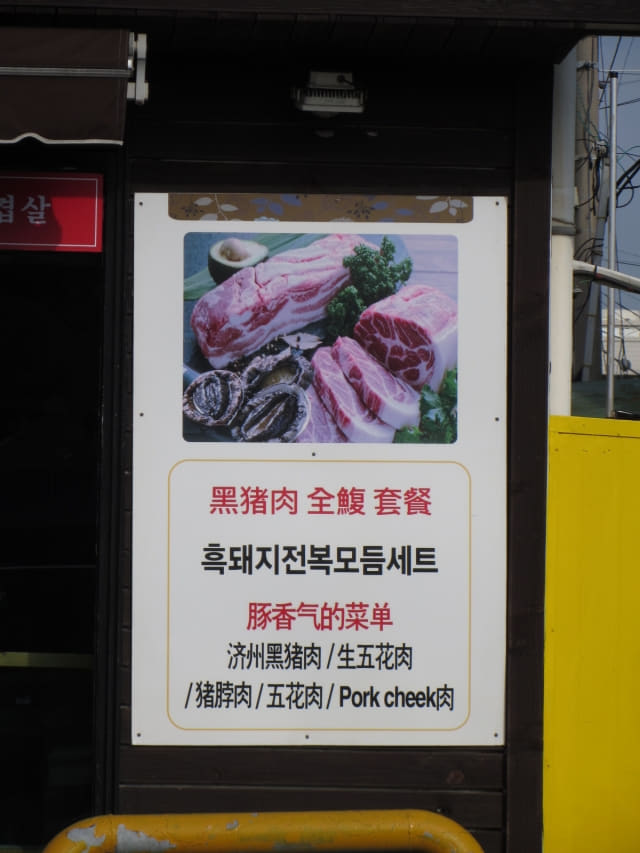 겹살
黑猪肉 全鰒 套餐
흑돼지전복모듬세트
豚香气的菜单
济州黑猪肉 / 生五花肉
/ 猪脖肉 / 五花肉 / Pork cheek肉